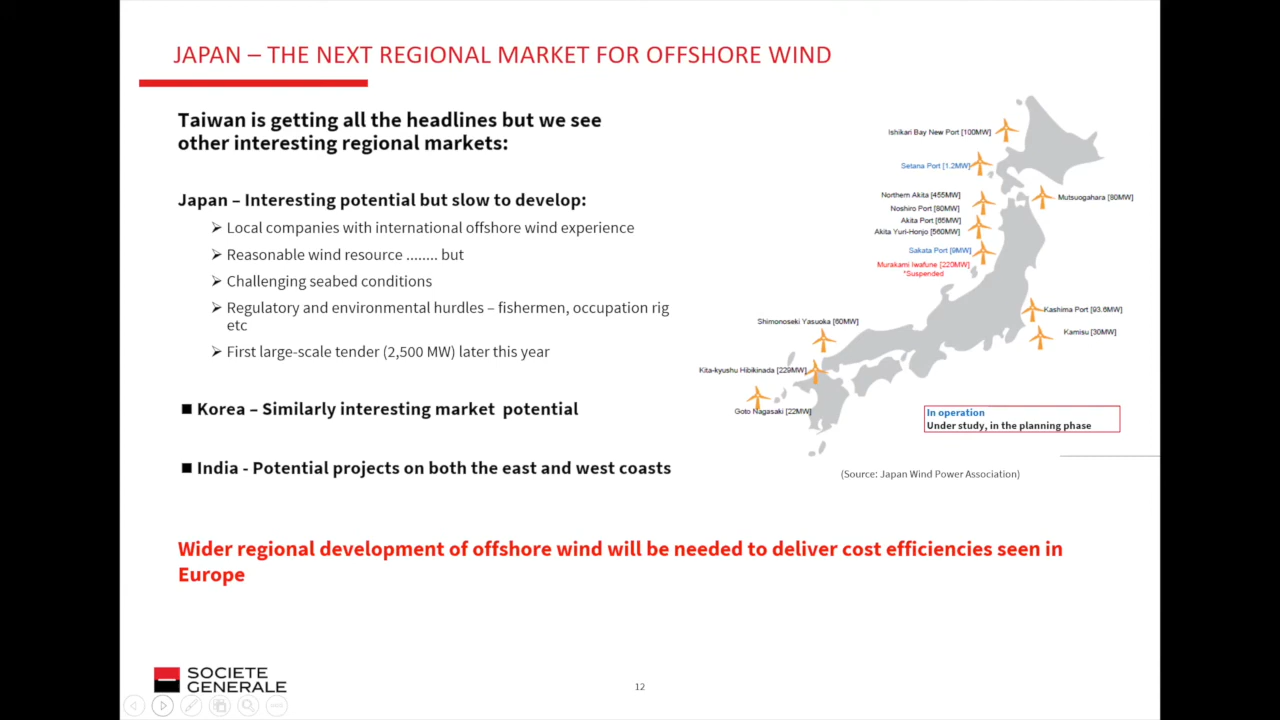 JAPAN – THE NEXT REGIONAL MARKET FOR OFFSHORE WIND
Taiwan is getting all the headlines but we see
other interesting regional markets:
Japan – Interesting potential but slow to develop:
➢ Local companies with international offshore wind experience
➢ Reasonable wind resource ........ but
➢ Challenging seabed conditions
➢ Regulatory and environmental hurdles – fishermen, occupation rig
etc
➢ First large-scale tender (2,500 MW) later this year
■ Korea – Similarly interesting market potential
■ India - Potential projects on both the east and west coasts
Ishikari Bay New Port [100MW]
Setana Port [1.2MW]
Northern Akita [455MW]
Noshiro Port [80MW]
Akita Port [65MW]
Akita Yuri-Honjo [560MW]
Sakata Port [9MW]
Murakami Iwafune [220MW]
*Suspended
Mutsuogahara [80MW]
Kashima Port [93.6MW]
Kamisu [30MW]
Shimonoseki Yasuoka [60MW]
Kita-kyushu Hibikinada [229MW]
Goto Nagasaki [22MW]
In operation
Under study, in the planning phase
(Source: Japan Wind Power Association)
Wider regional development of offshore wind will be needed to deliver cost efficiencies seen in
Europe
SOCIETE
GENERALE
12